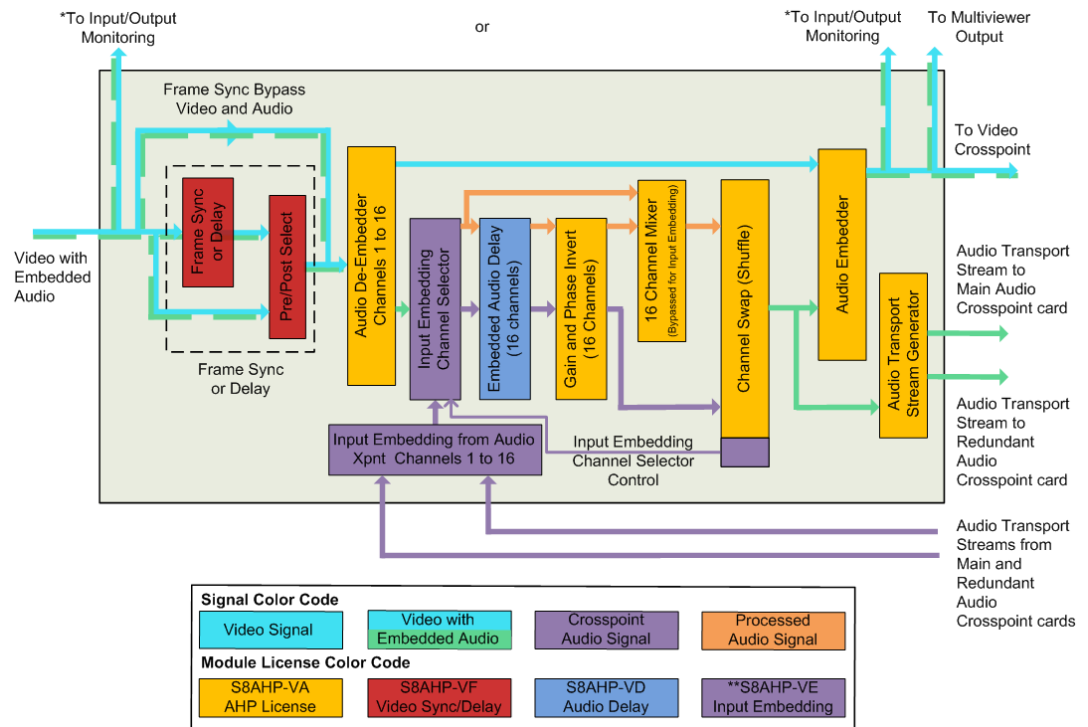 *To Input/Output
Monitoring
or
*To Input/Output
Monitoring
To Multiviewer
Output
Frame Sync Bypass
Video and Audio
To Video
Crosspoint
Video with
Embedded
Audio
Frame Sync
or Delay
Pre/Post Select
Frame Sync
or Delay
Audio De-Embedder
Channels 1 to 16
Input Embedding
Channel Selector
Embedded Audio Delay
(16 channels)
Gain and Phase Invert
(16 Channels)
16 Channel Mixer
(Bypassed for Input Embedding)
Channel Swap (Shuffle)
Audio Embedder
Audio Transport
Stream Generator
Audio Transport
Stream to
Main Audio
Crosspoint card
Audio Transport
Stream to
Redundant
Audio
Crosspoint card
Input Embedding from Audio
Xpnt Channels 1 to 16
Input Embedding
Channel Selector
Control
Audio Transport
Streams from
Main and
Redundant
Audio
Crosspoint cards
Signal Color Code
Video Signal
Video with
Embedded Audio
Crosspoint
Audio Signal
Processed
Audio Signal
Module License Color Code
S8AHP-VA
AHP License
S8AHP-VF
Video Sync/Delay
S8AHP-VD
Audio Delay
**S8AHP-VE
Input Embedding